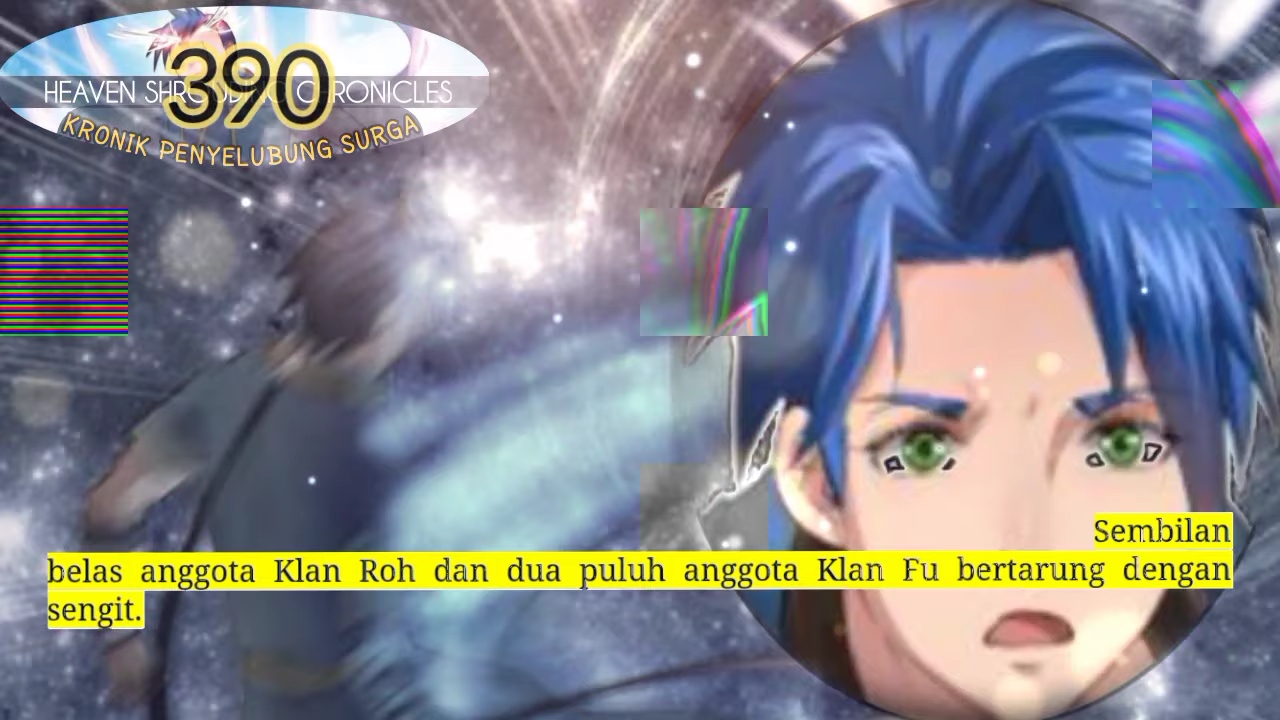 390
HEAVEN SHROUDING CHRONICLES
KRONIK PENYELUBUNG SURGA
Sembilan
belas anggota Klan Roh dan dua puluh anggota Klan Fu bertarung dengan
sengit.